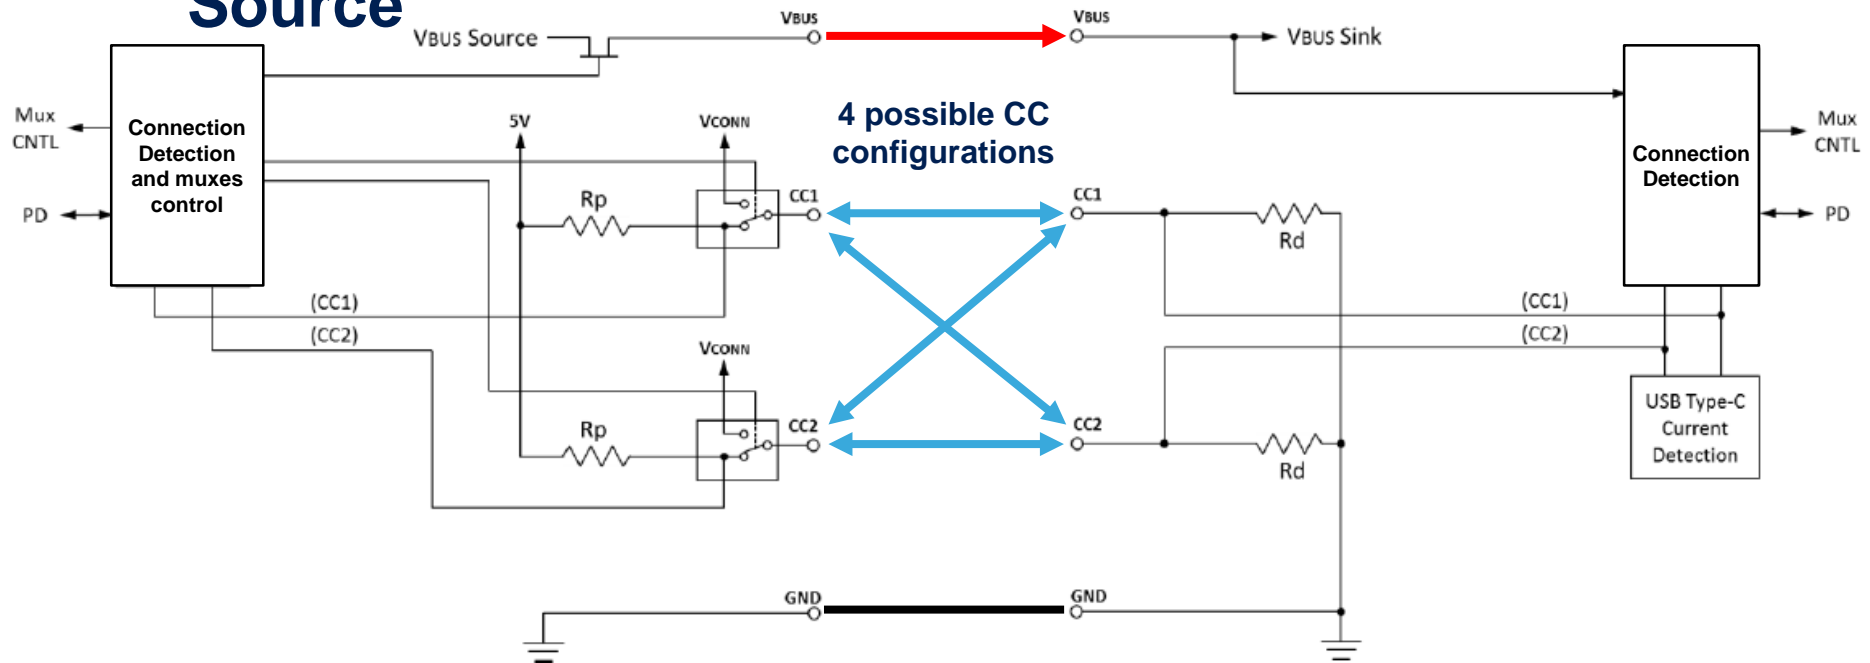 Source
VBUS
VBUS
VBUS Source
VBUS Sink
Mux
CNTL
Connection
Detection
and muxes
control
PD
5V
VCONN
4 possible CC
configurations
Rp
CC1
CC1
Rd
Connection
Detection
Mux
CNTL
PD
(CC1)
(CC2)
(CC1)
(CC2)
VCONN
Rp
CC2
CC2
Rd
USB Type-C
Current
Detection
GND
GND